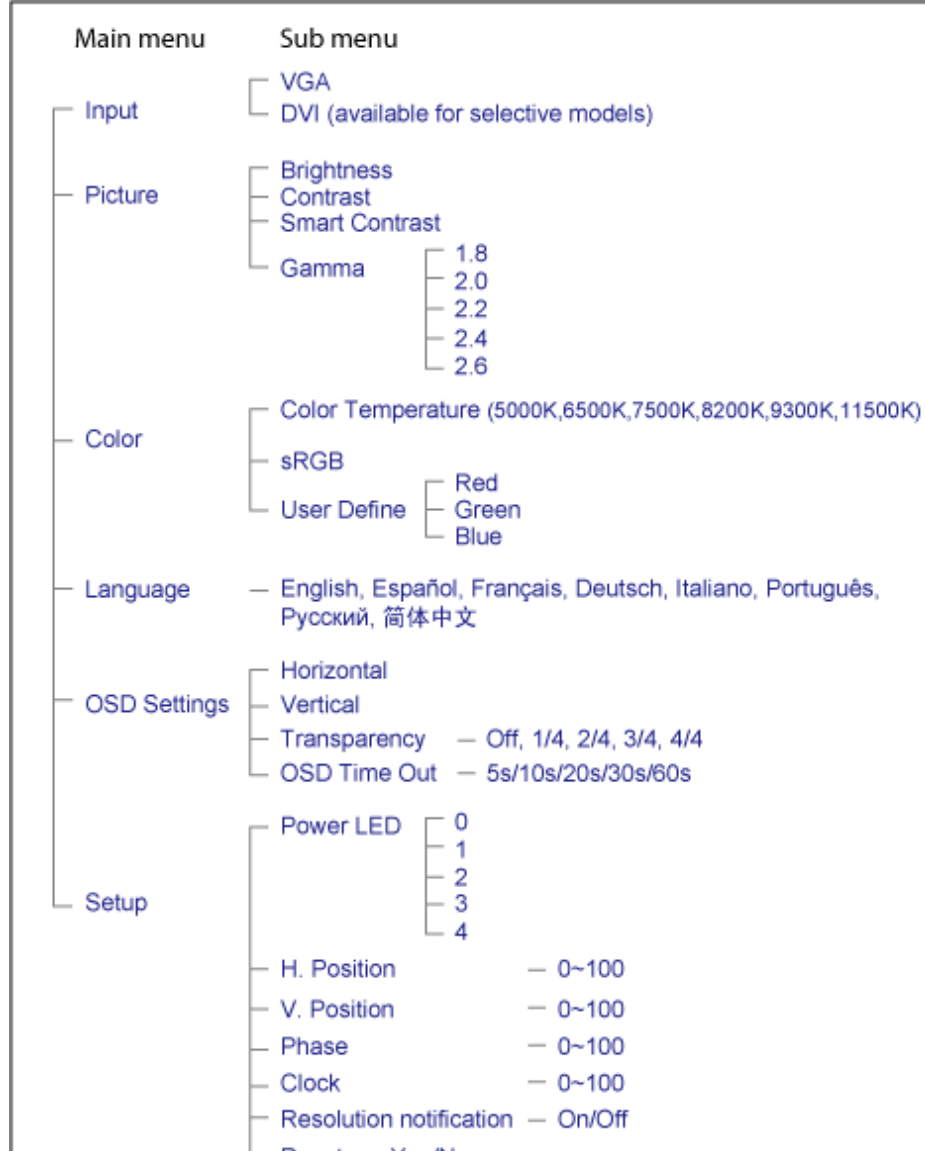 Main menu Sub menu
VGA
Input DVI (available for selective models)
Brightness
Picture Contrast
Smart Contrast
Gamma 1.8
2.0
2.2
2.4
2.6
Color Temperature (5000K,6500K,7500K,8200K,9300K,11500K)
Color
sRGB
Red
User Define Green
Blue
Language English, Español, Français, Deutsch, Italiano, Português,
Русский, 简体中文
Horizontal
OSD Settings Vertical
Transparency Off, 1/4, 2/4, 3/4, 4/4
OSD Time Out 5s/10s/20s/30s/60s
Power LED 0
1
2
Setup 3
4
H. Position 0~100
V. Position 0~100
Phase 0~100
Clock 0~100
Resolution notification On/Off